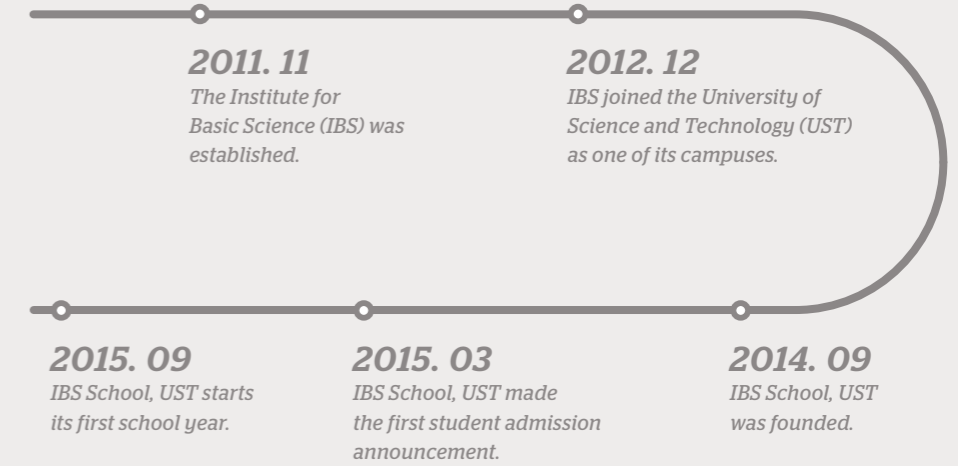 2011. 11
The Institute for
Basic Science (IBS) was
established.
2012. 12
IBS joined the University of
Science and Technology (UST)
as one of its campuses.
2015. 09
IBS School, UST starts
its first school year.
2015. 03
IBS School, UST made
the first student admission
announcement.
2014. 09
IBS School, UST
was founded.